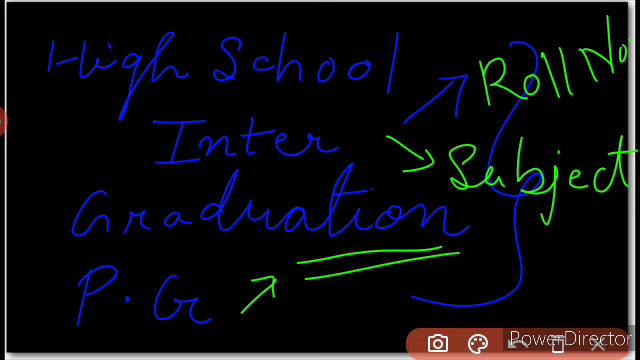 High School
Roll No
Inter
Subject
Graduation
P.G
PowerDirector